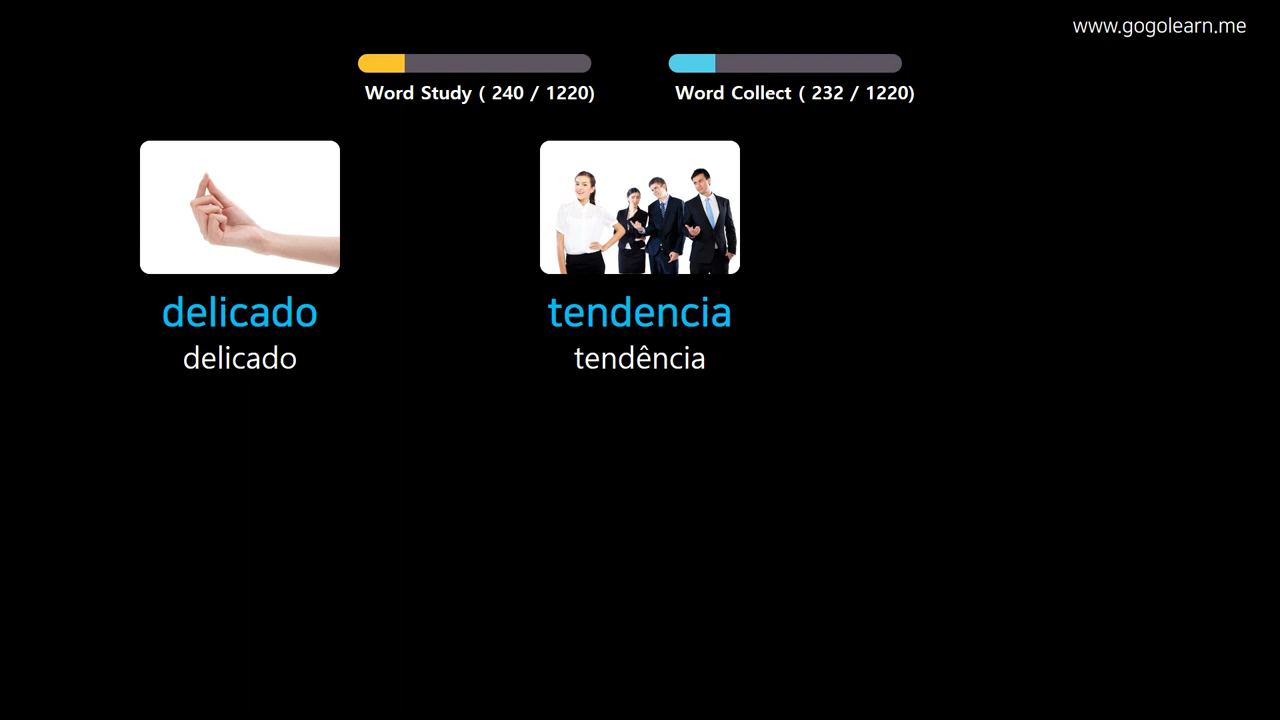 www.gogolearn.me
Word Study ( 240 / 1220)
Word Collect ( 232 / 1220)
delicado
delicado
tendencia
tendência